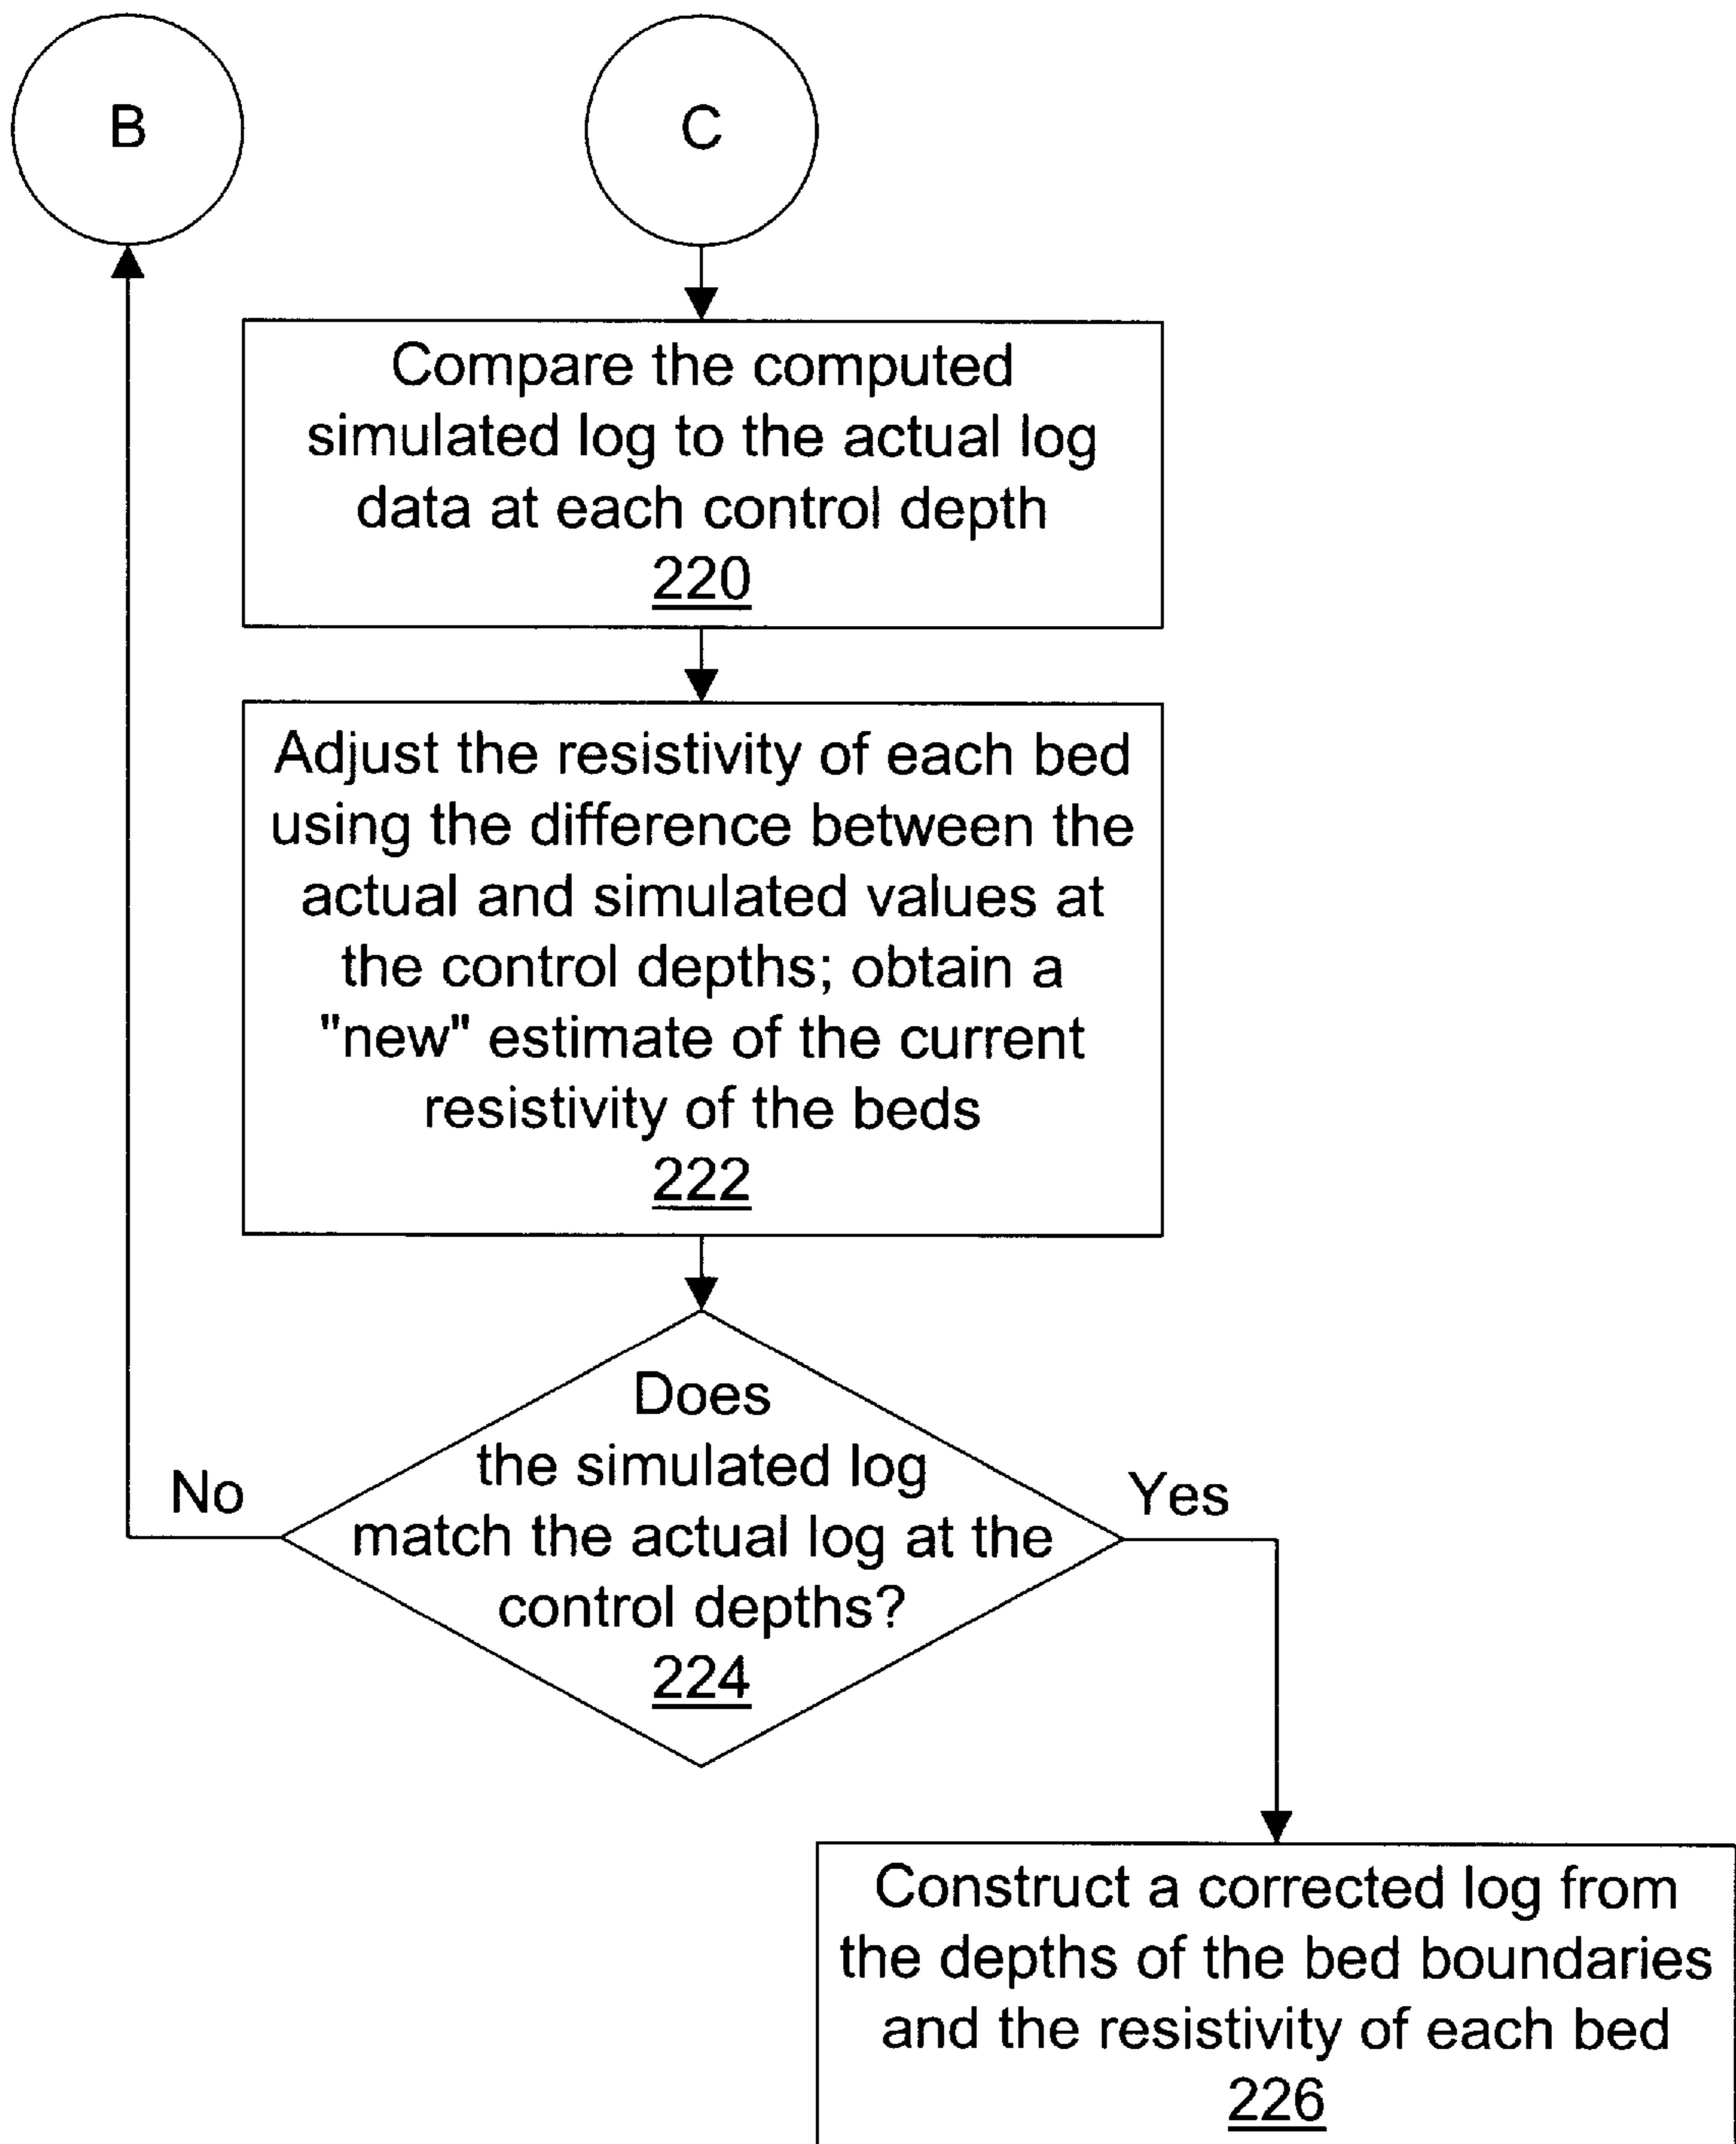 B
C
Compare the computed
simulated log to the actual log
data at each control depth
220
Adjust the resistivity of each bed
using the difference between the
actual and simulated values at
the control depths; obtain a
"new" estimate of the current
resistivity of the beds
222
Does
the simulated log
match the actual log at the
control depths?
224
No
Yes
Construct a corrected log from
the depths of the bed boundaries
and the resistivity of each bed
226